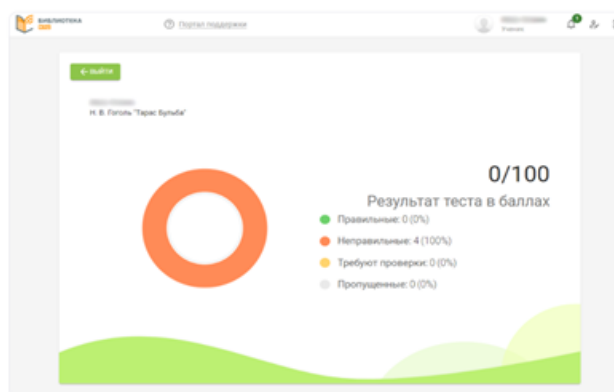 БИБЛИОТЕКА
Портал поддержки
Ученик
← ВЫЙТИ
Н. В. Гоголь "Тарас Бульба"
0/100
Результат теста в баллах
Правильные: 0 (0%)
Неправильные: 4 (100%)
Требуют проверки: 0 (0%)
Пропущенные: 0 (0%)